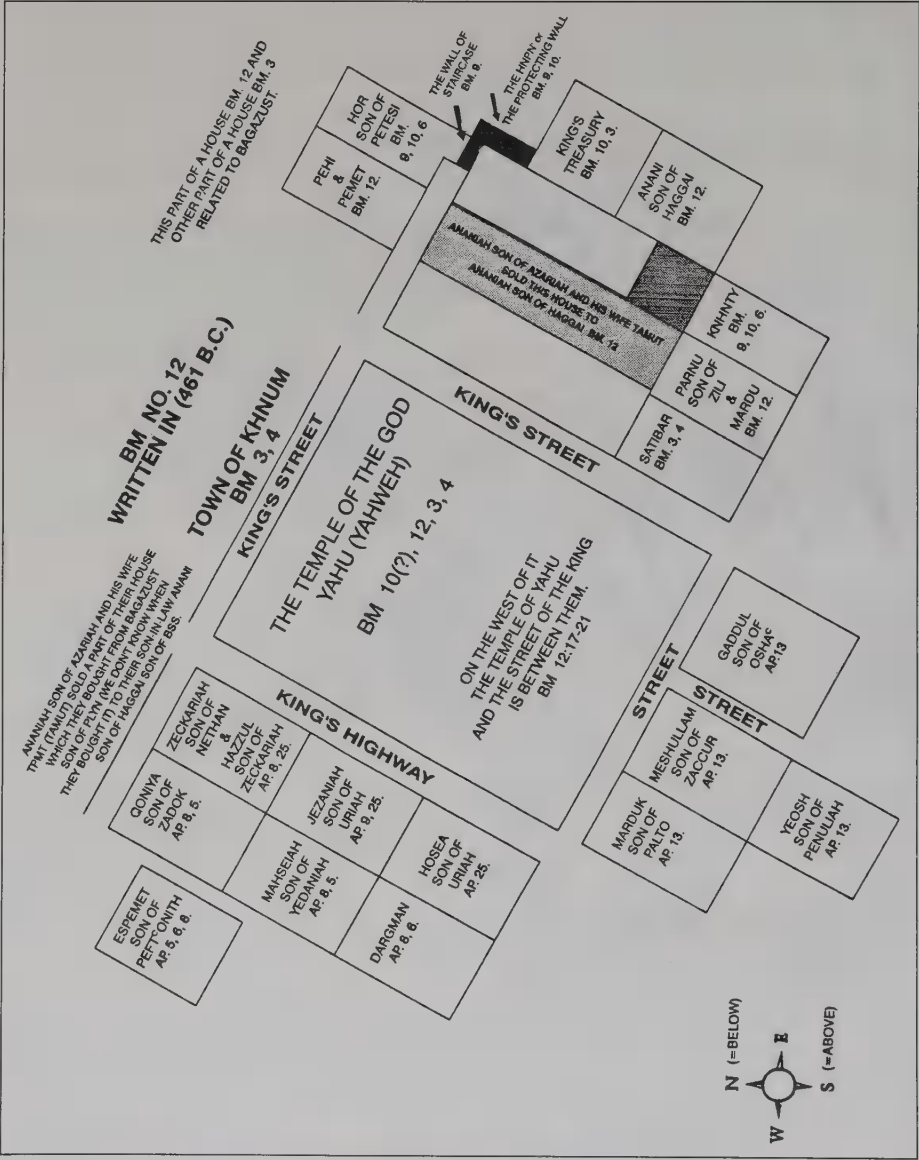 THIS PART OF A HOUSE BM. 12 AND
OTHER PART OF A HOUSE BM. 3
RELATED TO BAGAZUST.
BM NO. 12
WRITTEN IN (461 B.C.)
TOWN OF KHNUM
BM 3, 4
ANANIAH SON OF AZARIAH AND HIS WIFE
TPMT (TAMUT) SOLD A PART OF THEIR HOUSE
WHICH THEY BOUGHT FROM BAGAZUST
SON OF PLYN (WE DON'T KNOW WHEN
THEY BOUGHT IT) TO THEIR SON-IN-LAW ANANI
SON OF HAGGAI SON OF BSS.
THE WALL OF
STAIRCASE
BM. 9.
THE HNPN' or
THE PROTECTING WALL
BM. 9, 10.
HOR
SON OF
PETESI
BM.
9, 10, 6
PEHI
&
PEMET
BM. 12.
KING'S
TREASURY
BM. 10, 3.
ANANI
SON OF
HAGGAI
BM. 12.
ANANIAH SON OF AZARIAH AND HIS WIFE TAMUT
SOLD THIS HOUSE TO
ANANIAH SON OF HAGGAI BM. 12
KNHNTY
BM.
9, 10, 6.
PARNU
SON OF
ZILI
&
MARDU
BM. 12.
SATIBAR
BM. 3, 4
KING'S STREET
KING'S STREET
THE TEMPLE OF THE GOD
YAHU (YAHWEH)
BM 10(?), 12, 3, 4
ON THE WEST OF IT
THE TEMPLE OF YAHU
AND THE STREET OF THE KING
IS BETWEEN THEM.
BM 12:17-21
KING'S HIGHWAY
ZECKARIAH
SON OF
NETHAN
&
HAZZUL
SON OF
ZECKARIAH
AP. 8, 25.
QONIYA
SON OF
ZADOK
AP. 8, 5.
JEZANIAH
SON OF
URIAH
AP. 9, 25.
MAHSEIAH
SON OF
YEDANIAH
AP. 8, 5.
HOSEA
SON OF
URIAH
AP. 25.
DARGMAN
AP. 8, 6.
ESPEMET
SON OF
PEFTᶜONITH
AP. 5, 6, 8.
STREET
STREET
GADDUL
SON OF
OSHAᶜ
AP.13
MESHULLAM
SON OF
ZACCUR
AP. 13.
MARDUK
SON OF
PALTO
AP. 13.
YEOSH
SON OF
PENULIAH
AP. 13.
N (=BELOW)
W
E
S (=ABOVE)